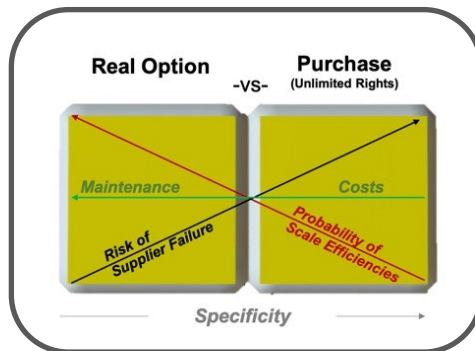 Real Option
-VS-
Purchase
(Unlimited Rights)
Maintenance
Costs
Risk of
Supplier Failure
Probability of
Scale Efficiencies
Specificity